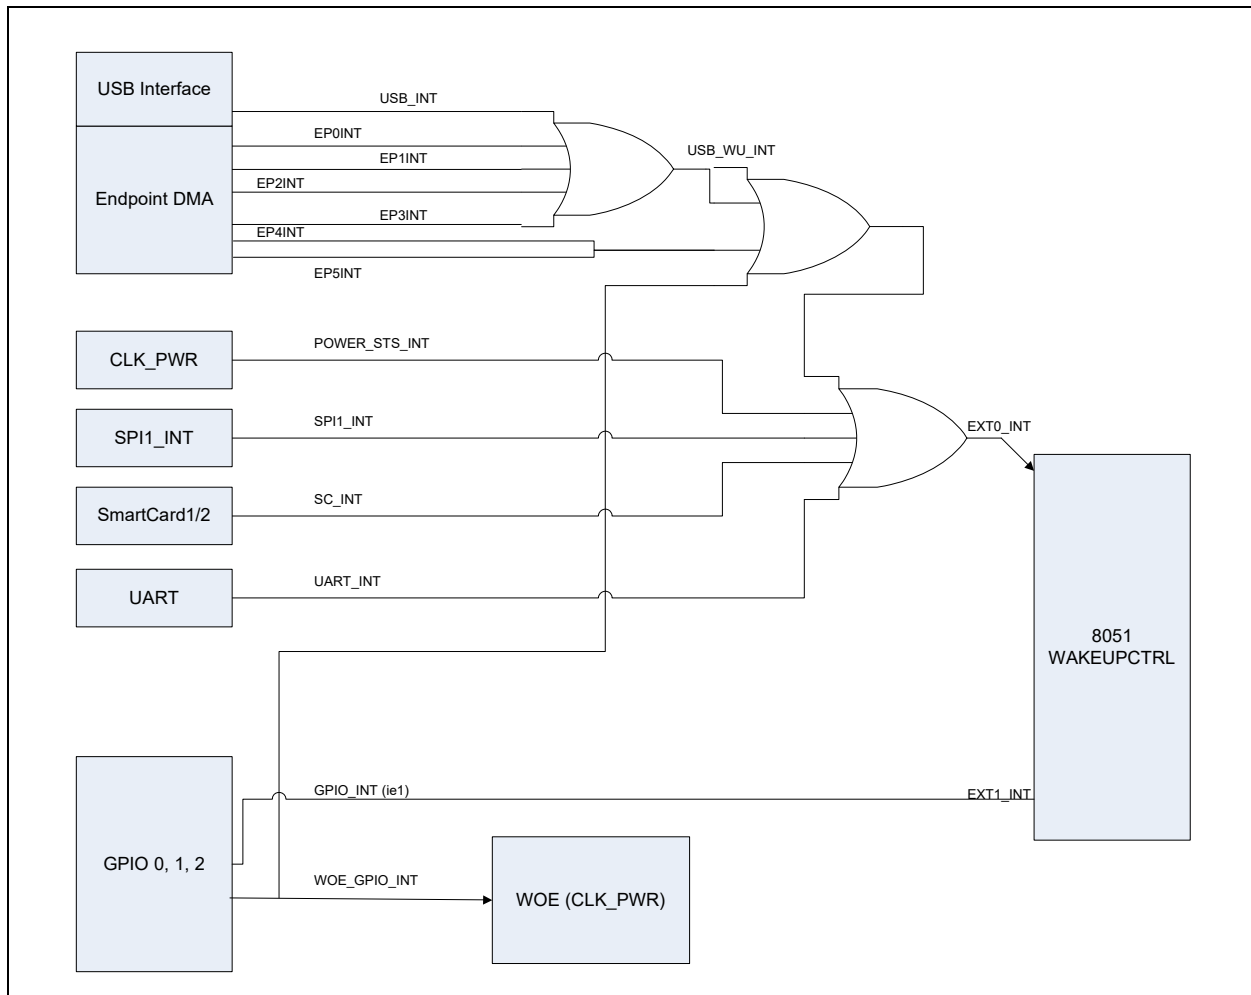 USB Interface
USB_INT
EP0INT
EP1INT
USB_WU_INT
Endpoint DMA
EP2INT
EP3INT
EP4INT
EP5INT
CLK_PWR
POWER_STS_INT
SPI1_INT
SPI1_INT
EXT0_INT
SmartCard1/2
SC_INT
UART
UART_INT
8051
WAKEUPCTRL
GPIO_INT (ie1)
EXT1_INT
GPIO 0, 1, 2
WOE_GPIO_INT
WOE (CLK_PWR)